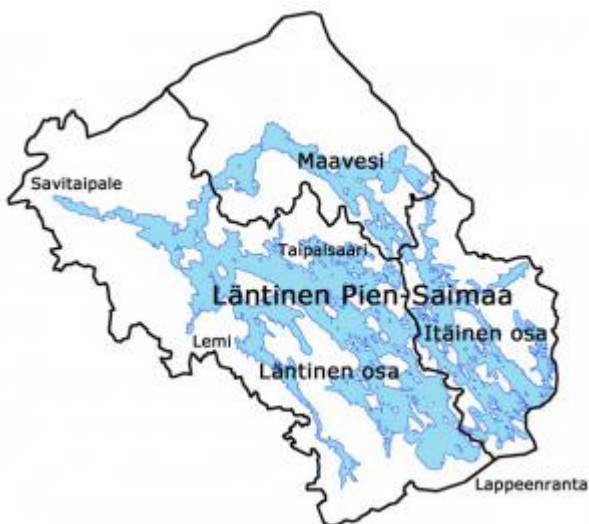 Maavesi
Savitaipale
Taipalsaari
Läntinen Pien-Saimaa
Itäinen osa
Lemi
Läntinen osa
Lappeenranta